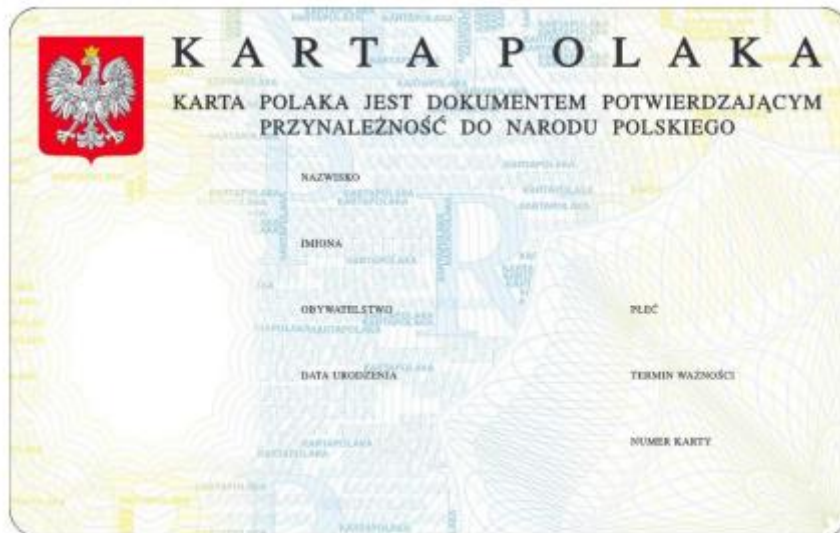 KARTA POLAKA
KARTA POLAKA JEST DOKUMENTEM POTWIERDZAJĄCYM
PRZYNALEŻNOŚĆ DO NARODU POLSKIEGO
NAZWISKO
IMIONA
OBYWATELSTWO
PŁEĆ
DATA URODZENIA
TERMIN WAŻNOŚCI
NUMER KARTY